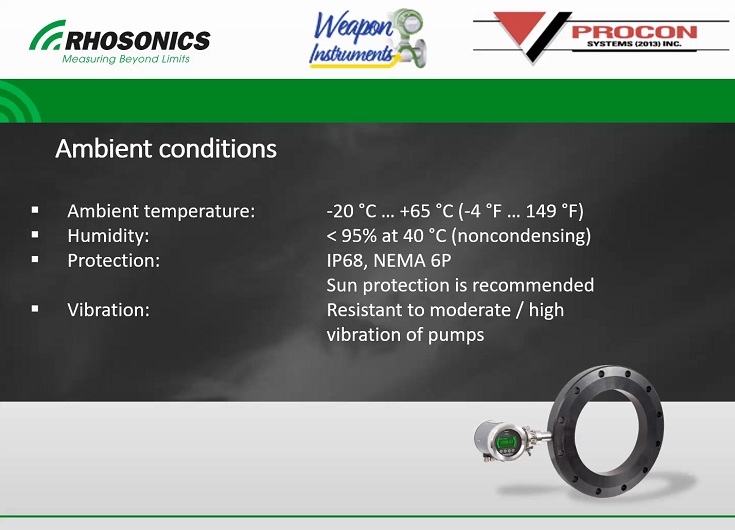 RHOSONICS
Measuring Beyond Limits
Weapon
Instruments
PROCON
SYSTEMS (2013) INC.
Ambient conditions
▪ Ambient temperature: -20 °C ... +65 °C (-4 °F ... 149 °F)
▪ Humidity: < 95% at 40 °C (noncondensing)
▪ Protection: IP68, NEMA 6P
Sun protection is recommended
▪ Vibration: Resistant to moderate / high
vibration of pumps